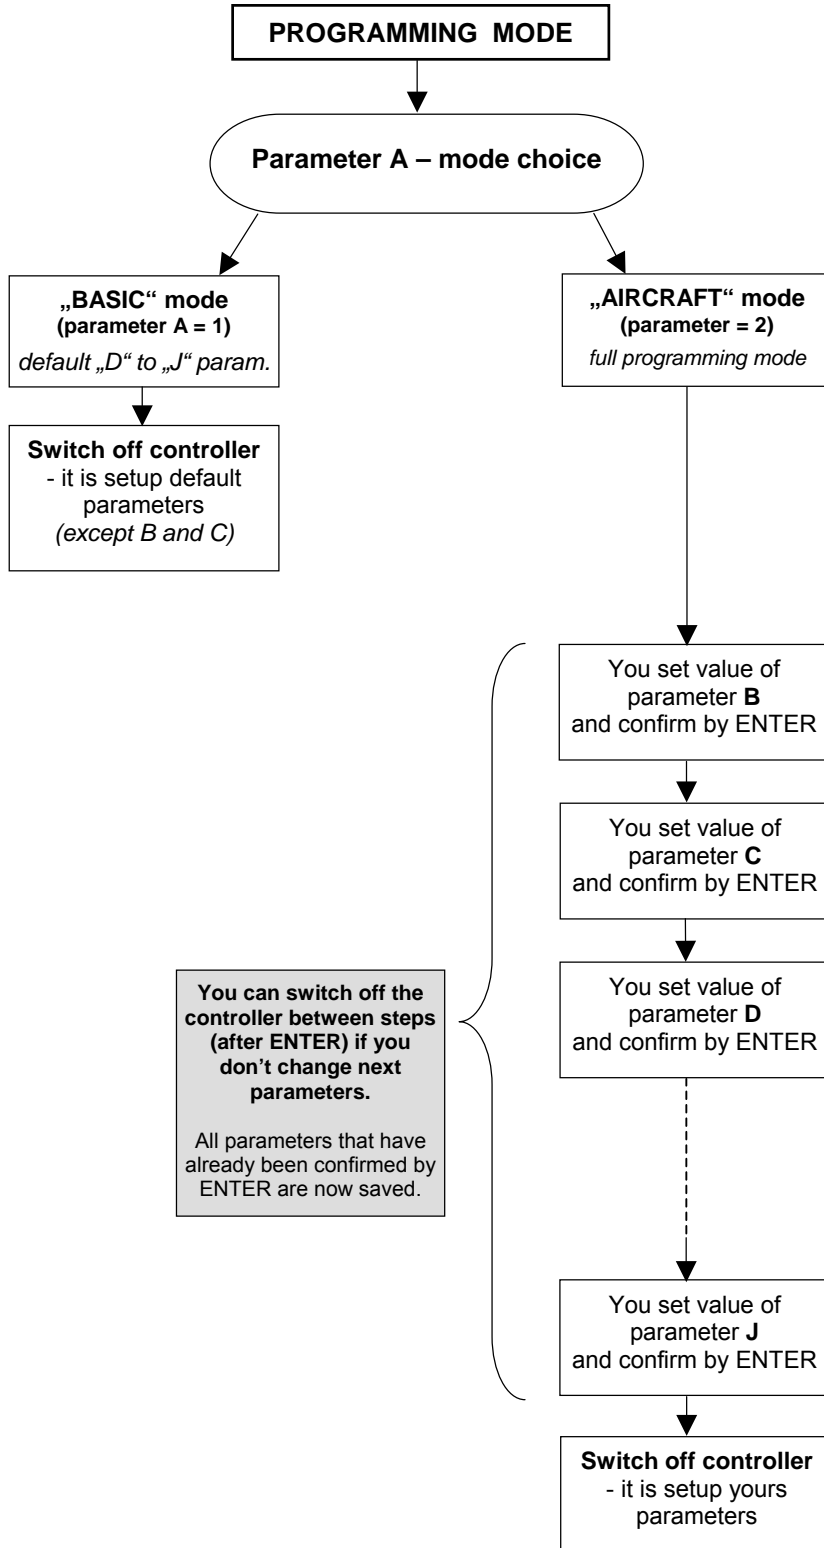 PROGRAMMING MODE
Parameter A – mode choice
„BASIC“ mode
(parameter A = 1)
default „D“ to „J“ param.
Switch off controller
- it is setup default
parameters
(except B and C)
„AIRCRAFT“ mode
(parameter = 2)
full programming mode
You set value of
parameter B
and confirm by ENTER
You set value of
parameter C
and confirm by ENTER
You set value of
parameter D
and confirm by ENTER
You can switch off the
controller between steps
(after ENTER) if you
don’t change next
parameters.
All parameters that have
already been confirmed by
ENTER are now saved.
You set value of
parameter J
and confirm by ENTER
Switch off controller
- it is setup yours
parameters